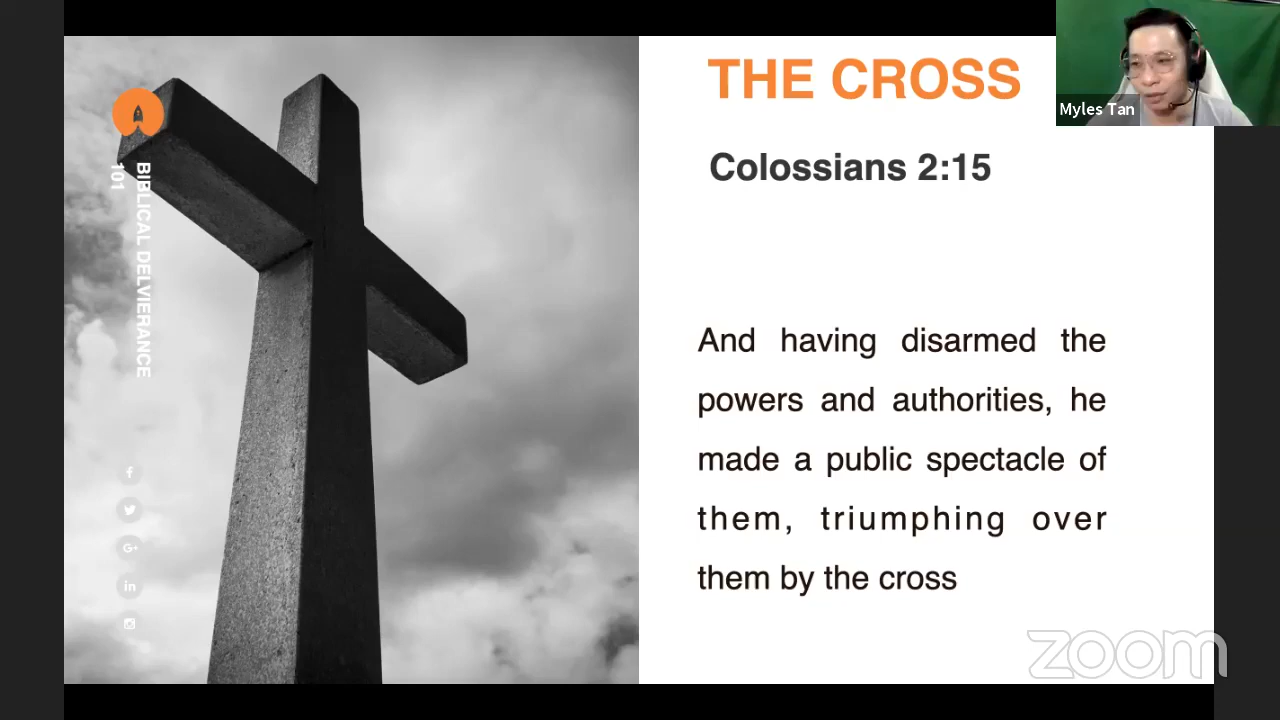 THE CROSS
Myles Tan
Colossians 2:15
BIBLICAL DELVIERANCE
101
And having disarmed the
powers and authorities, he
made a public spectacle of
them, triumphing over
them by the cross
f
G+
in
zoom